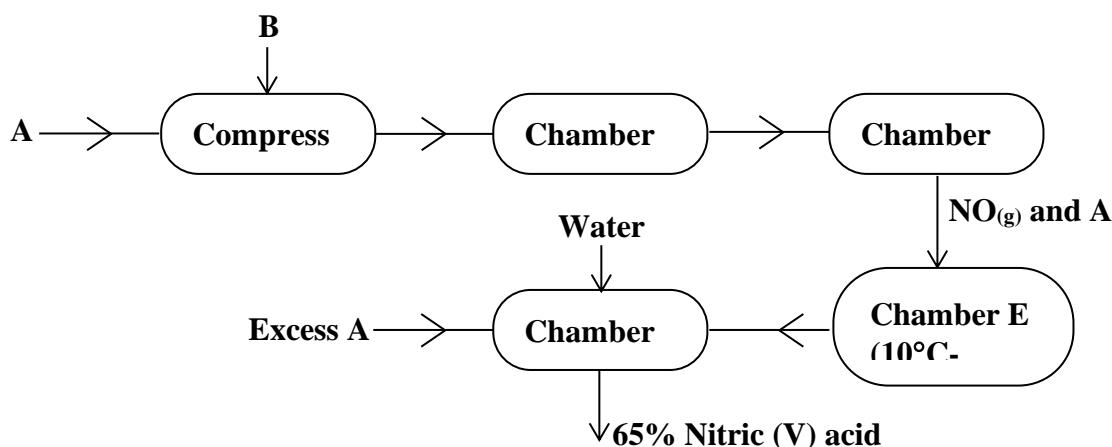 B
A
Compress
Chamber
Chamber
NO(g) and A
Water
Excess A
Chamber
Chamber E
(10°C-
65% Nitric (V) acid